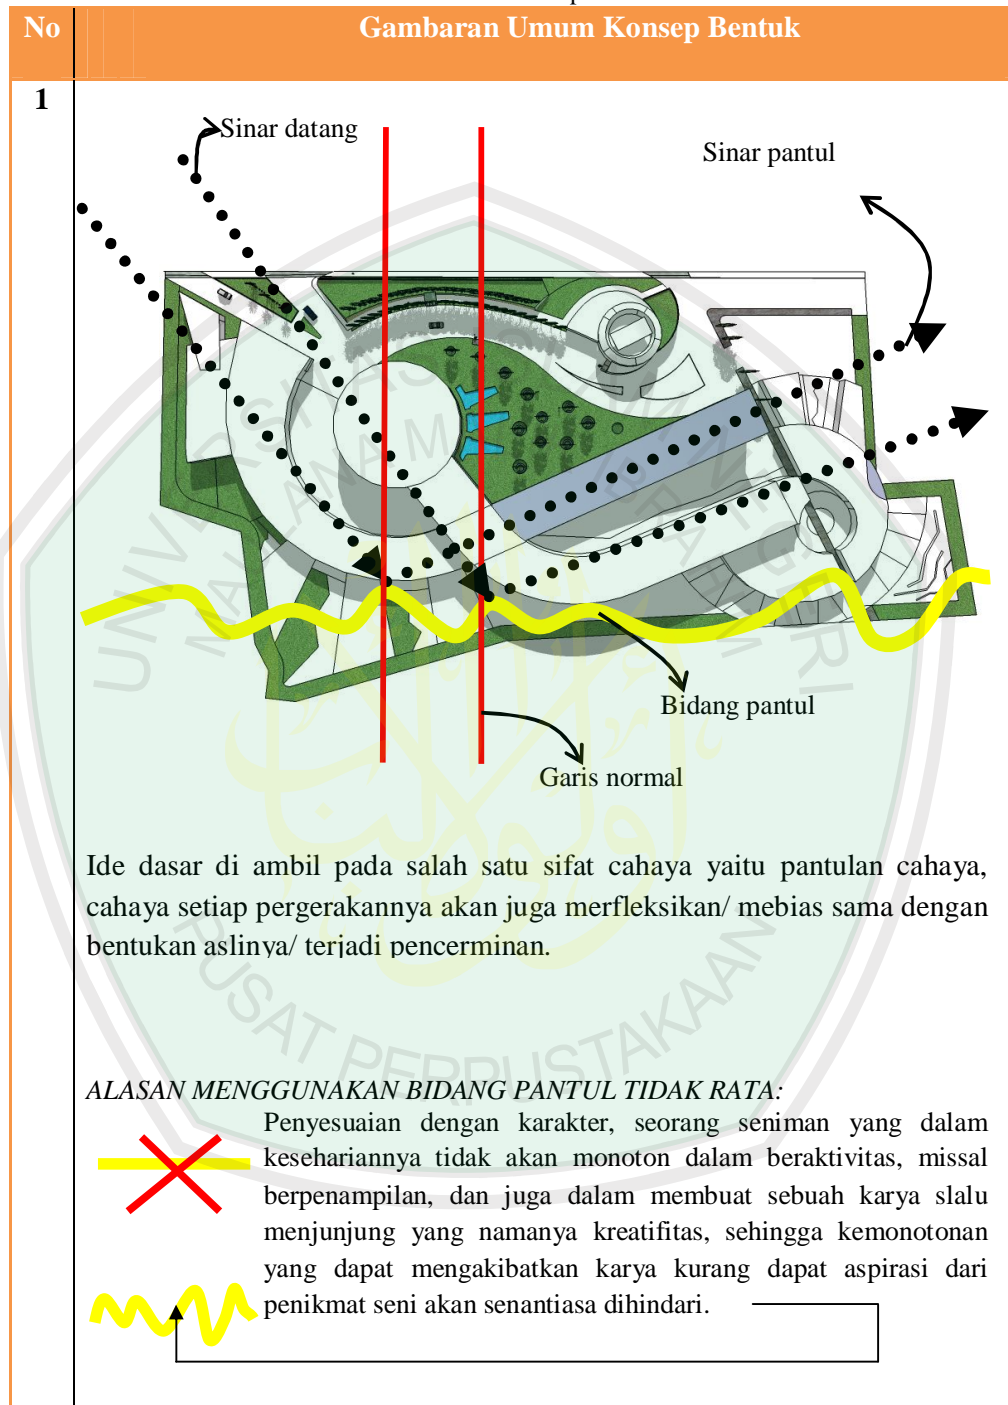 No
Gambaran Umum Konsep Bentuk
1
Sinar datang
Sinar pantul
Bidang pantul
Garis normal
Ide dasar di ambil pada salah satu sifat cahaya yaitu pantulan cahaya,
cahaya setiap pergerakannya akan juga merfleksikan/ mebias sama dengan
bentukan aslinya/ terjadi pencerminan.
ALASAN MENGGUNAKAN BIDANG PANTUL TIDAK RATA:
Penyesuaian dengan karakter, seorang seniman yang dalam
kesehariannya tidak akan monoton dalam beraktivitas, missal
berpenampilan, dan juga dalam membuat sebuah karya slalu
menjunjung yang namanya kreatifitas, sehingga kemonotonan
yang dapat mengakibatkan karya kurang dapat aspirasi dari
penikmat seni akan senantiasa dihindari.
PUSAT PERPUSTAKAAN